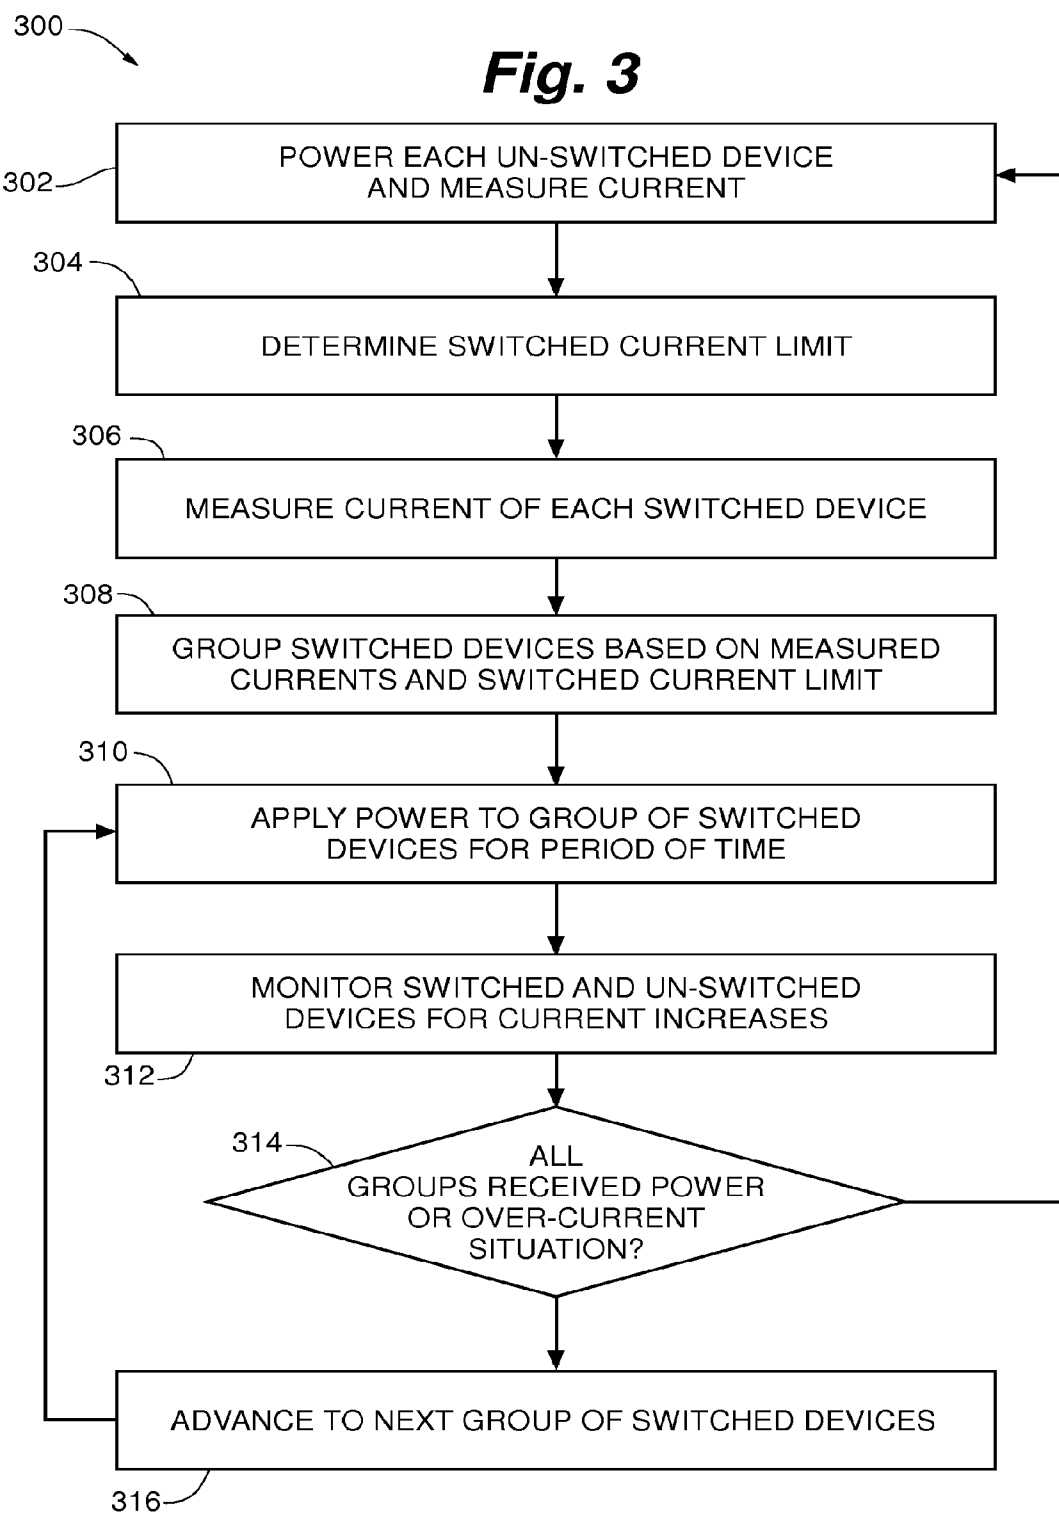 300
Fig. 3
POWER EACH UN-SWITCHED DEVICE
AND MEASURE CURRENT
302
304
DETERMINE SWITCHED CURRENT LIMIT
306
MEASURE CURRENT OF EACH SWITCHED DEVICE
308
GROUP SWITCHED DEVICES BASED ON MEASURED
CURRENTS AND SWITCHED CURRENT LIMIT
310
APPLY POWER TO GROUP OF SWITCHED
DEVICES FOR PERIOD OF TIME
MONITOR SWITCHED AND UN-SWITCHED
DEVICES FOR CURRENT INCREASES
312
314
ALL
GROUPS RECEIVED POWER
OR OVER-CURRENT
SITUATION?
ADVANCE TO NEXT GROUP OF SWITCHED DEVICES
316